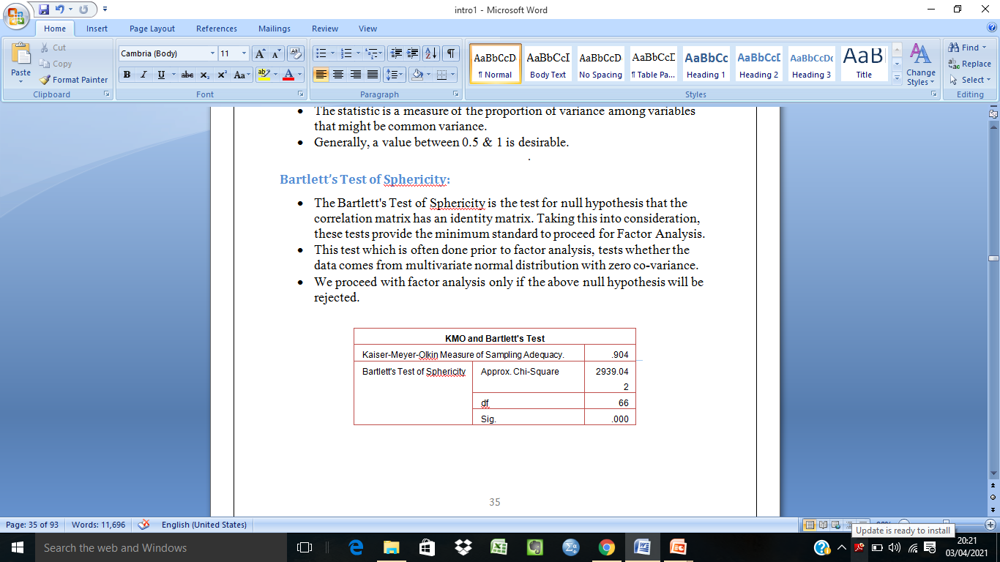 intro1 - Microsoft Word
Home Insert Page Layout References Mailings Review View
Paste
Cut
Copy
Format Painter
Clipboard
Cambria (Body) 11
B I U abc x₂ x² Aa
Font
Paragraph
AaBbCcD AaBbCcI AaBbCcD AaBbCcD AaBbCc AaBbCcI AaBbCcDc AaB
¶ Normal Body Text No Spacing ¶ Table Pa... Heading 1 Heading 2 Heading 3 Title
Change
Styles
Styles
Find
Replace
Select
Editing
• The statistic is a measure of the proportion of variance among variables
that might be common variance.
• Generally, a value between 0.5 & 1 is desirable.
.
Bartlett’s Test of Sphericity:
• The Bartlett's Test of Sphericity is the test for null hypothesis that the
correlation matrix has an identity matrix. Taking this into consideration,
these tests provide the minimum standard to proceed for Factor Analysis.
• This test which is often done prior to factor analysis, tests whether the
data comes from multivariate normal distribution with zero co-variance.
• We proceed with factor analysis only if the above null hypothesis will be
rejected.
KMO and Bartlett's Test
Kaiser-Meyer-Olkin Measure of Sampling Adequacy. .904
Bartlett's Test of Sphericity Approx. Chi-Square 2939.04
2
df 66
Sig. .000
35
Page: 35 of 93 Words: 11,696 English (United States)
Update is ready to install
Search the web and Windows
20:21
03/04/2021